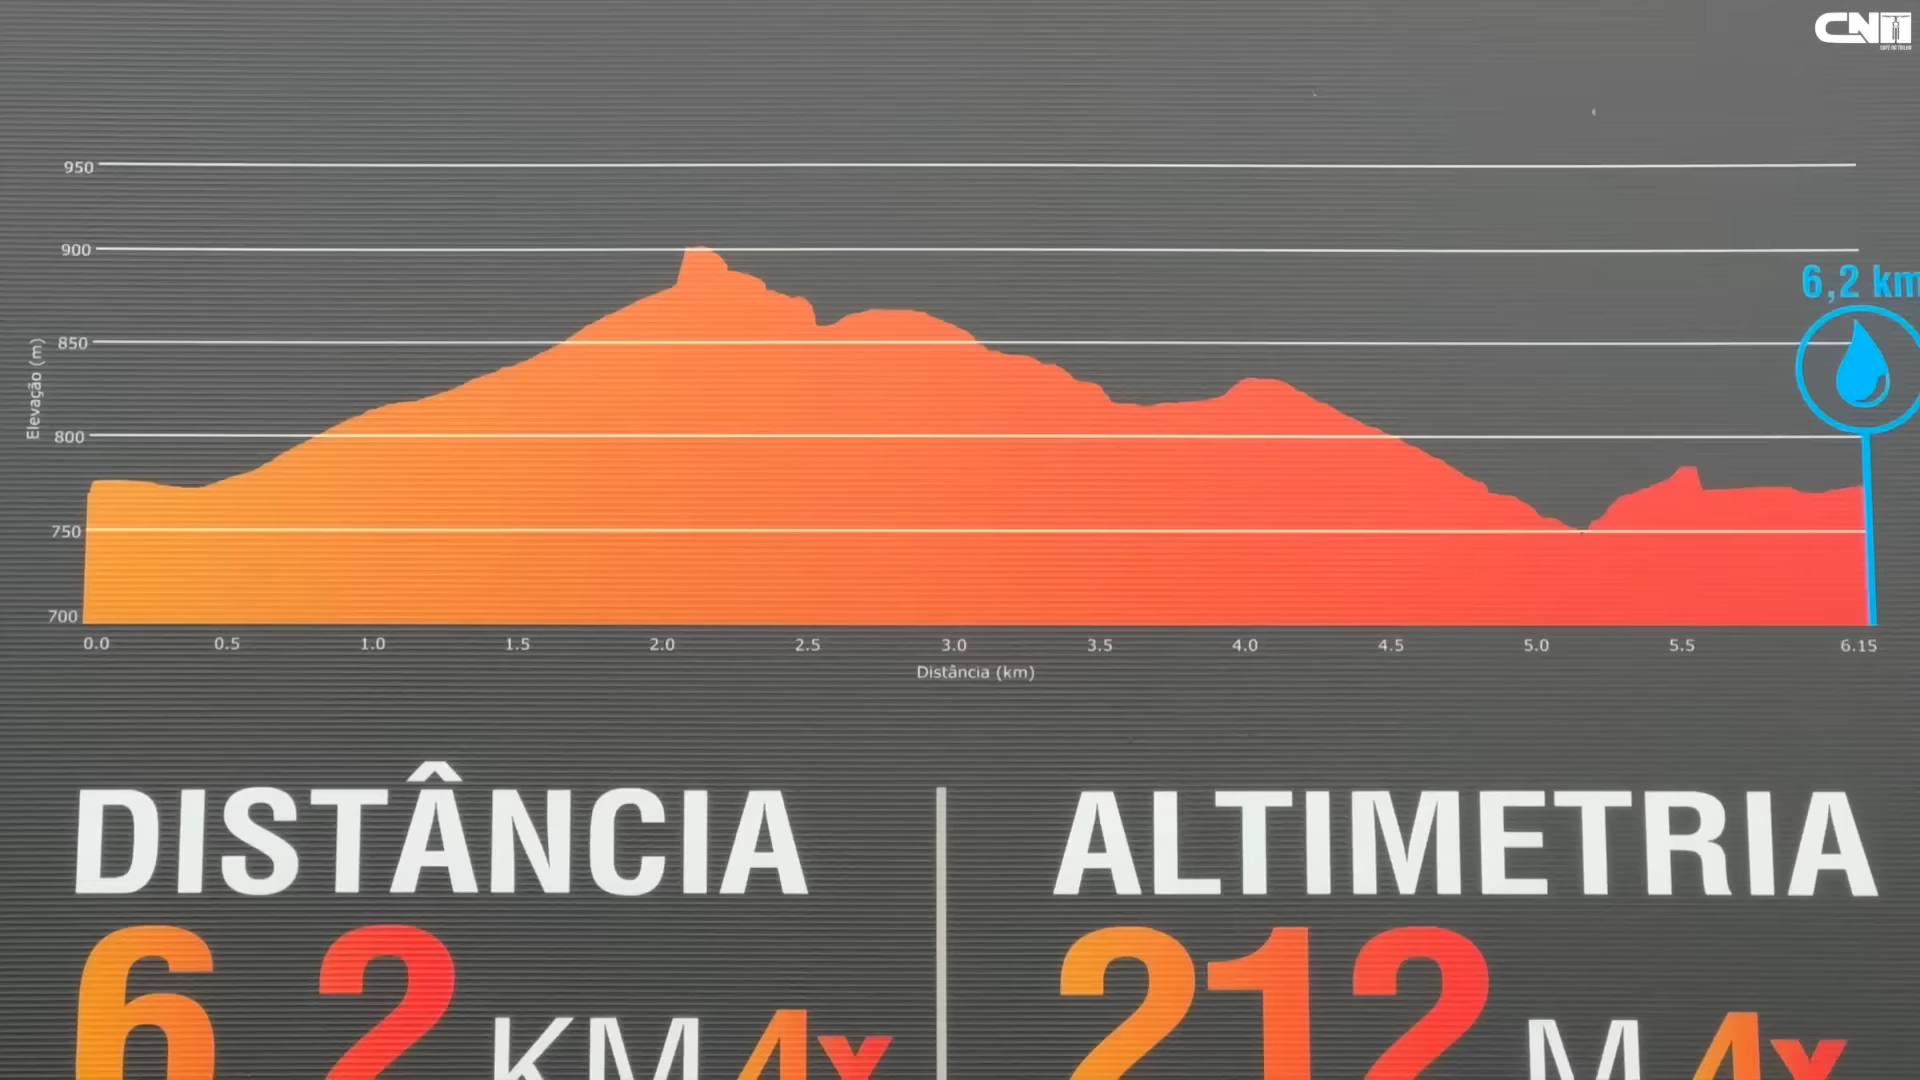 CNT
950
900
6,2 km
850
Elevação (m)
800
750
700
0.0 0.5 1.0 1.5 2.0 2.5 3.0 3.5 4.0 4.5 5.0 5.5 6.15
Distância (km)
DISTÂNCIA
6 2 KM 4x
ALTIMETRIA
212 M 4x